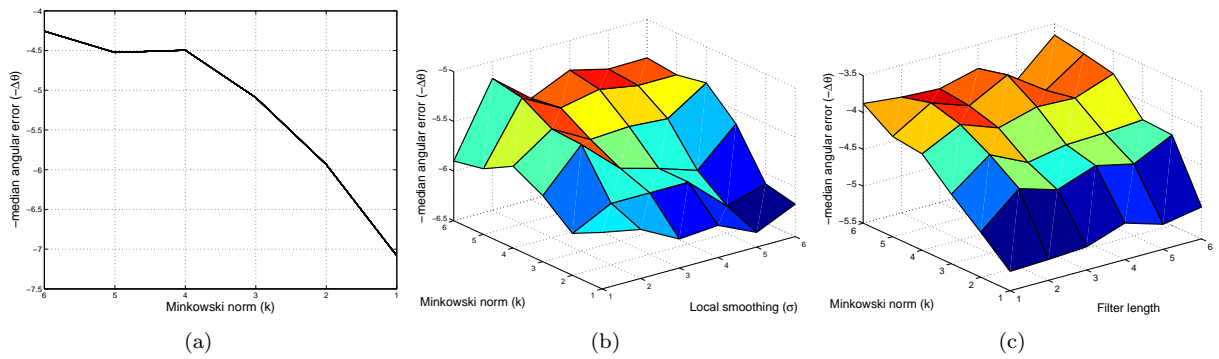 −4
−4.5
−5
−5.5
−6
−6.5
−7
−7.5
6 5 4 3 2 1
Minkowski norm (k)
−median angular error (−Δθ)
(a)
−5
−5.5
−6
−6.5
−median angular error (−Δθ)
6 5 4 3 2 1
Minkowski norm (k)
1 2 3 4 5 6
Local smoothing (σ)
(b)
−3.5
−4
−4.5
−5
−5.5
−median angular error (−Δθ)
6 5 4 3 2 1
Minkowski norm (k)
1 2 3 4 5 6
Filter length
(c)